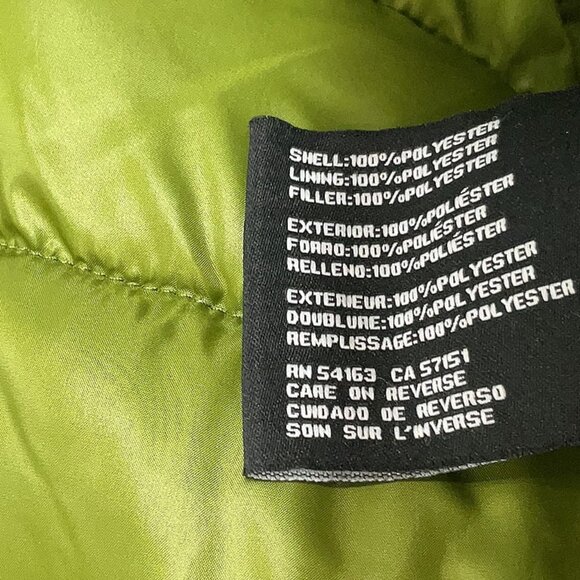 SHELL:100%POLYESTER
LINING:100%POLYESTER
FILLER:100%POLYESTER
EXTERIOR:100%POLIÉSTER
FORRO:100%POLIÉSTER
RELLENO:100%POLIÉSTER
EXTERIEUR:100%POLYESTER
DOUBLURE:100%POLYESTER
REMPLISSAGE:100%POLYESTER
RN 54163 CA 57151
CARE ON REVERSE
CUIDADO DE REVERSO
SOIN SUR L'INVERSE